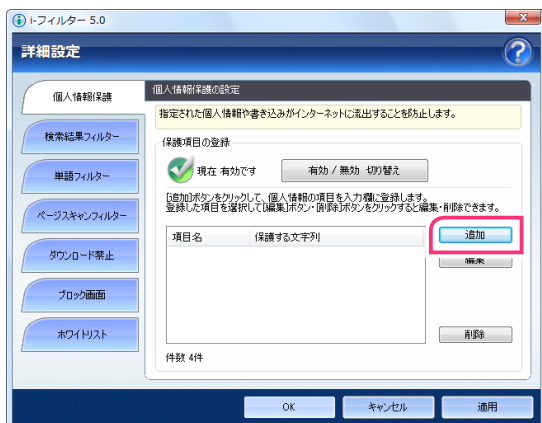 i-フィルター 5.0
詳細設定
個人情報保護
検索結果フィルター
単語フィルター
ページスキャンフィルター
ダウンロード禁止
ブロック画面
ホワイトリスト
個人情報保護の設定
指定された個人情報や書き込みがインターネットに流出することを防止します。
保護項目の登録
現在 有効です
有効 / 無効 切り替え
[追加]ボタンをクリックして、個人情報の項目を入力欄に登録します。
登録した項目を選択して[編集]ボタン・[削除]ボタンをクリックすると編集・削除できます。
項目名 保護する文字列
追加
編集
削除
件数 4件
OK キャンセル 適用